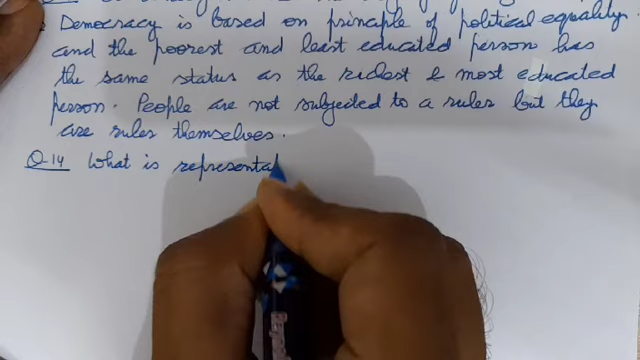 Democracy is based on principle of political equality
and the poorest and least educated person has
the same status as the richest & most educated
person. People are not subjected to a ruler but they
are rulers themselves.
Q-14 What is representa